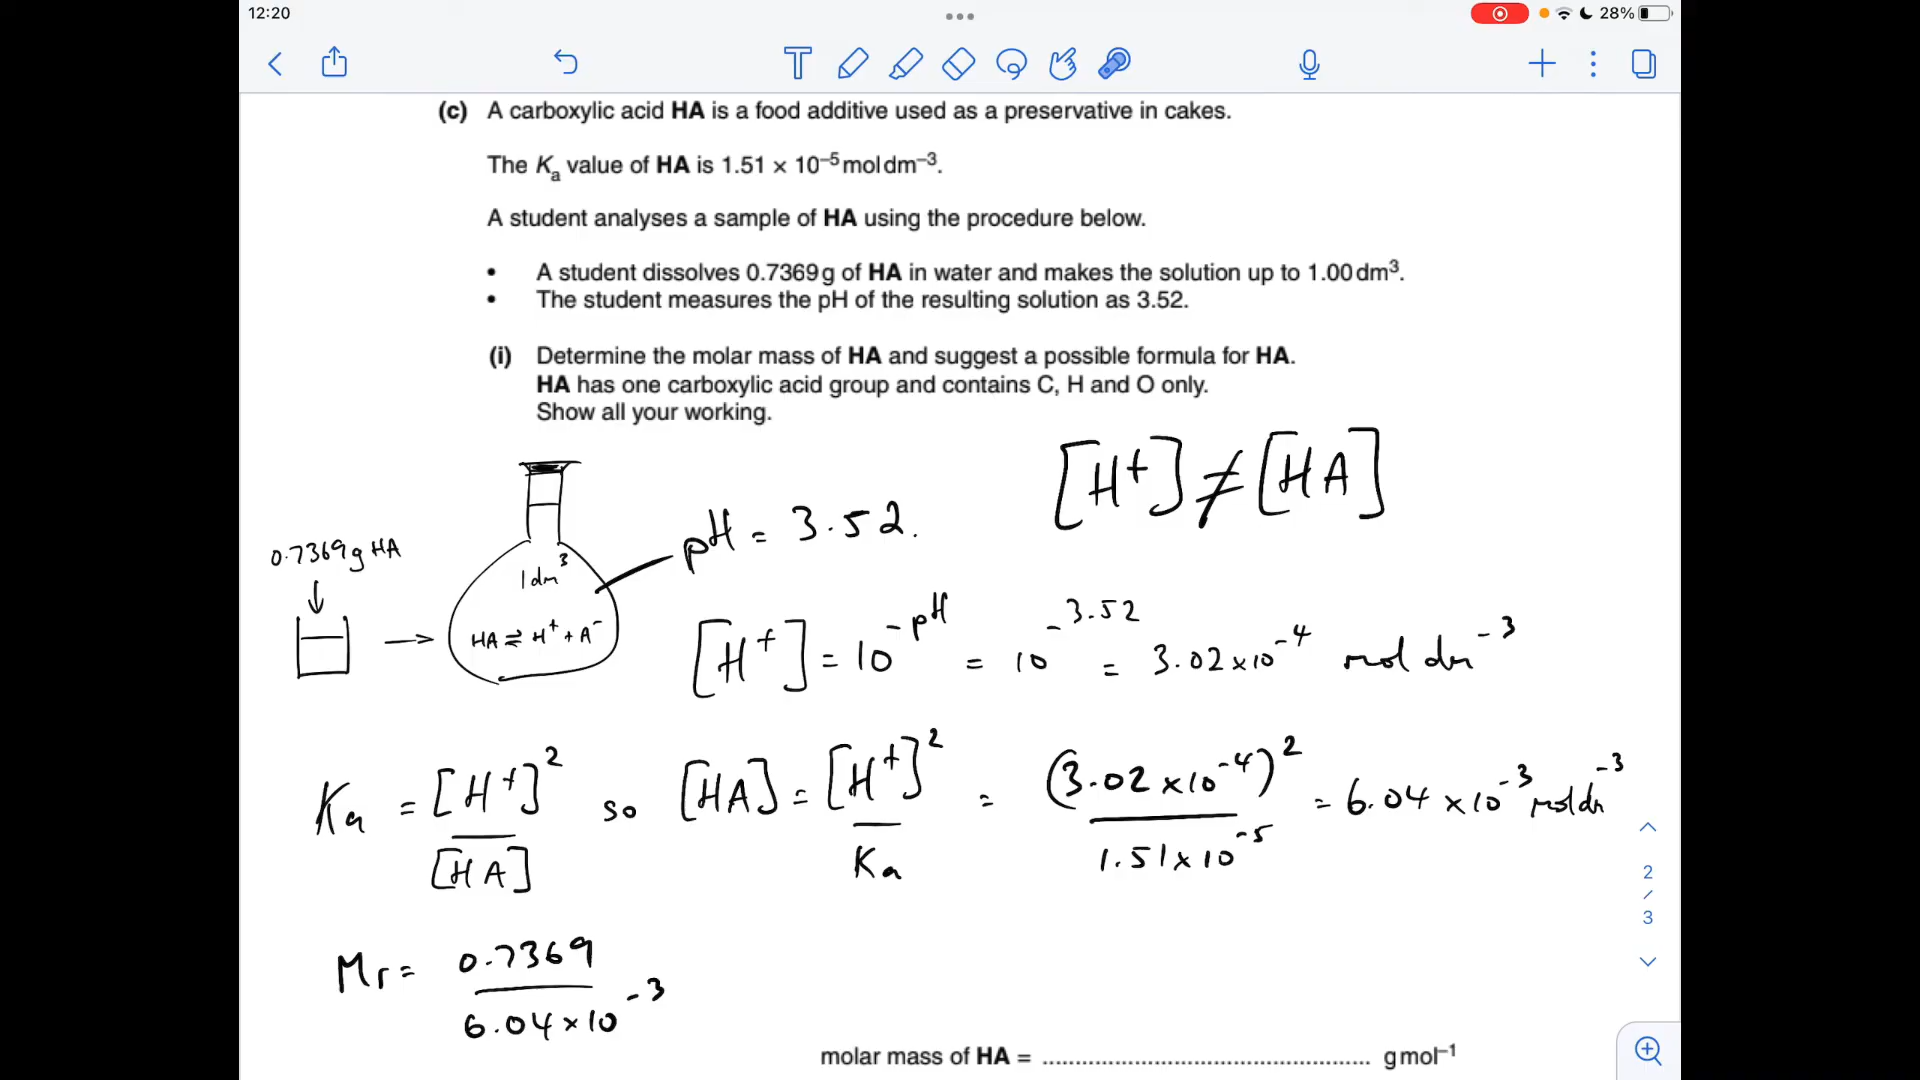 12:20
28%
(c) A carboxylic acid HA is a food additive used as a preservative in cakes.
The Kₐ value of HA is 1.51 × 10⁻⁵ mol dm⁻³.
A student analyses a sample of HA using the procedure below.
• A student dissolves 0.7369 g of HA in water and makes the solution up to 1.00 dm³.
• The student measures the pH of the resulting solution as 3.52.
(i) Determine the molar mass of HA and suggest a possible formula for HA.
HA has one carboxylic acid group and contains C, H and O only.
Show all your working.
[H⁺] ≠ [HA]
pH = 3.52.
0.7369g HA
1 dm³
HA ⇌ H⁺ + A⁻
[H⁺] = 10^-pH = 10^-3.52 = 3.02 x 10⁻⁴ mol dm⁻³
Ka = [H⁺]² / [HA] so [HA] = [H⁺]² / Ka = (3.02 x 10⁻⁴)² / 1.51 x 10⁻⁵ = 6.04 x 10⁻³ mol dm⁻³
2
/
3
Mr = 0.7369 / 6.04 x 10⁻³
molar mass of HA = .................................................. g mol⁻¹